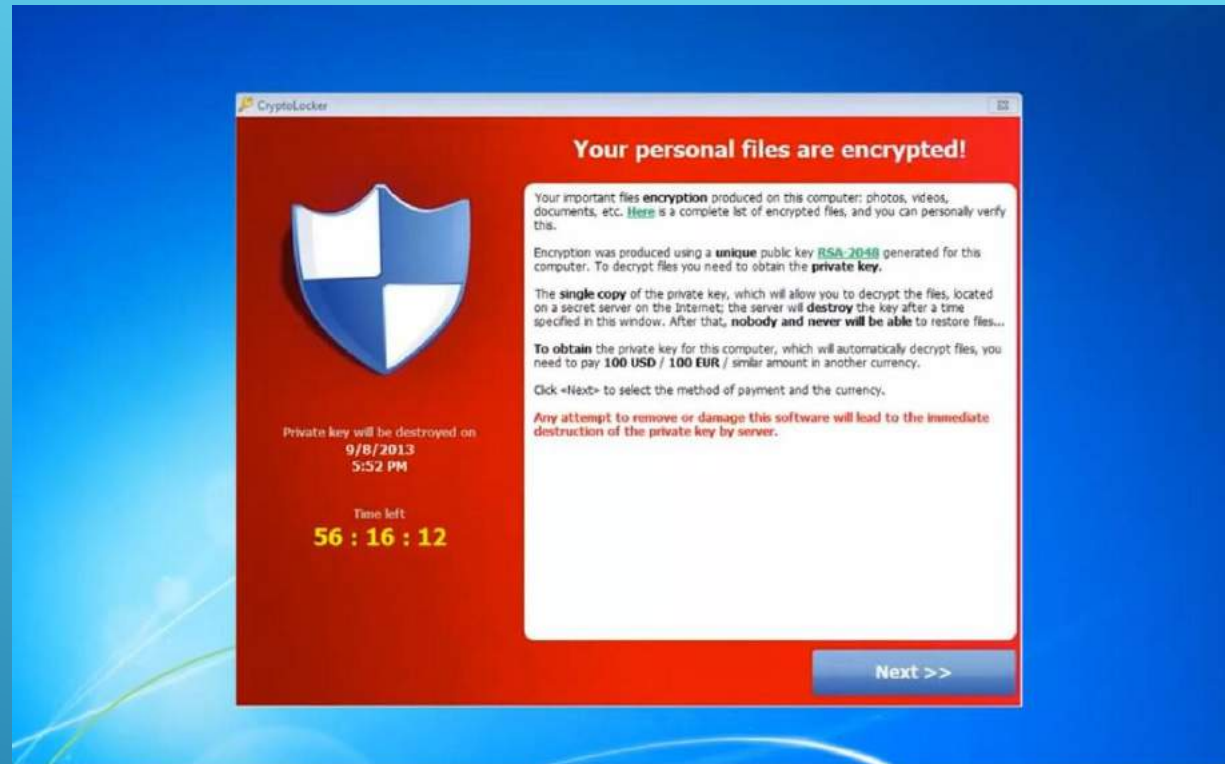 CryptoLocker
Your personal files are encrypted!
Your important files encryption produced on this computer: photos, videos,
documents, etc. Here is a complete list of encrypted files, and you can personally verify
this.
Encryption was produced using a unique public key RSA-2048 generated for this
computer. To decrypt files you need to obtain the private key.
The single copy of the private key, which will allow you to decrypt the files, located
on a secret server on the Internet; the server will destroy the key after a time
specified in this window. After that, nobody and never will be able to restore files...
To obtain the private key for this computer, which will automatically decrypt files, you
need to pay 100 USD / 100 EUR / similar amount in another currency.
Click «Next» to select the method of payment and the currency.
Any attempt to remove or damage this software will lead to the immediate
destruction of the private key by server.
Private key will be destroyed on
9/8/2013
5:52 PM
Time left
56 : 16 : 12
Next >>